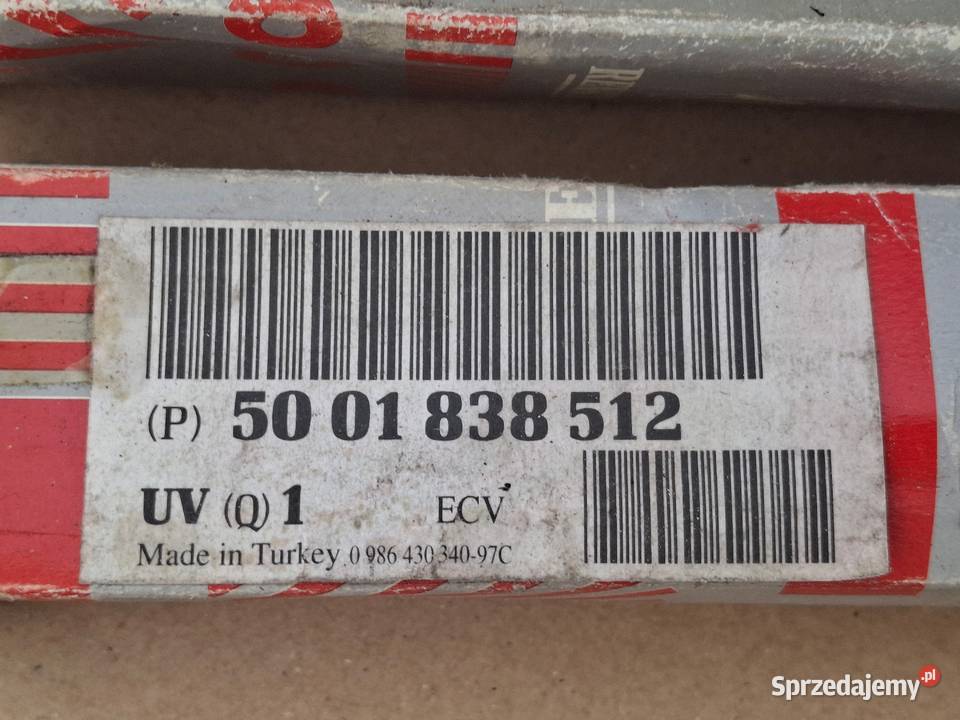 E
(P) 50 01 838 512
UV (Q) 1 ECV
Made in Turkey 0 986 430 340-97C
Sprzedajemy.pl